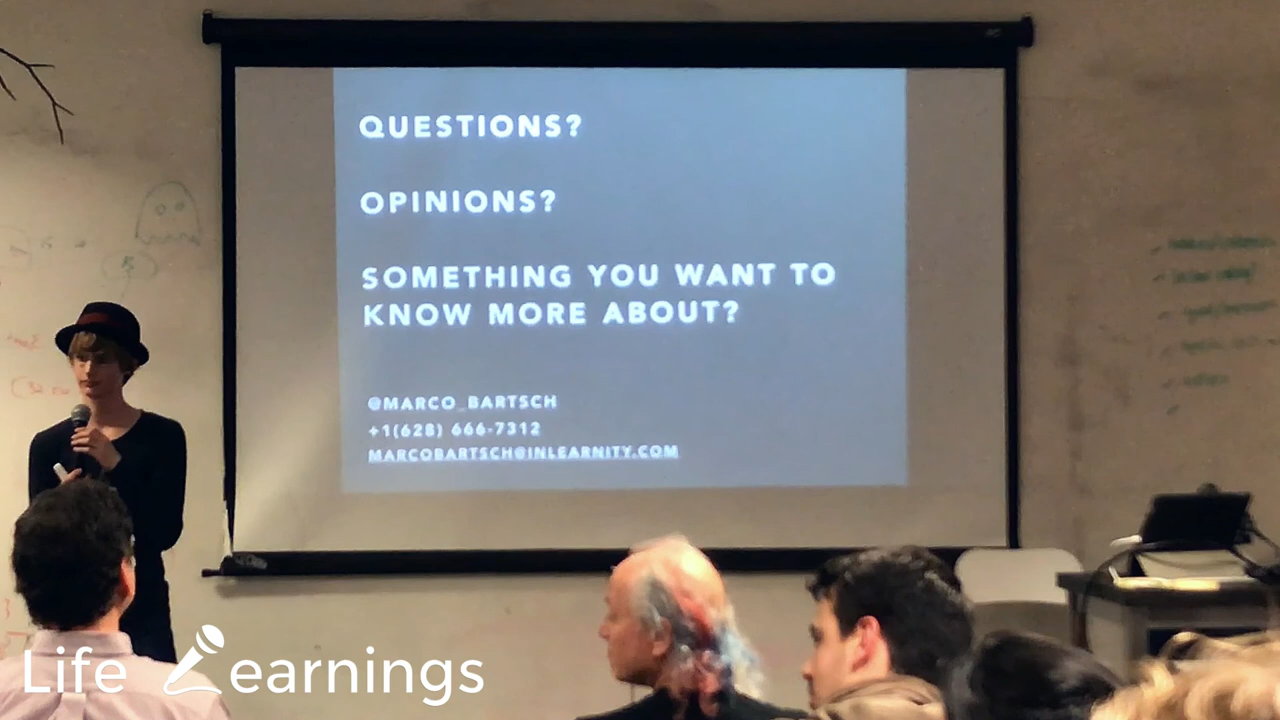 QUESTIONS?
OPINIONS?
SOMETHING YOU WANT TO
KNOW MORE ABOUT?
@MARCO_BARTSCH
+1(628) 666-7312
MARCOBARTSCH@INLEARNITY.COM
Life Learnings